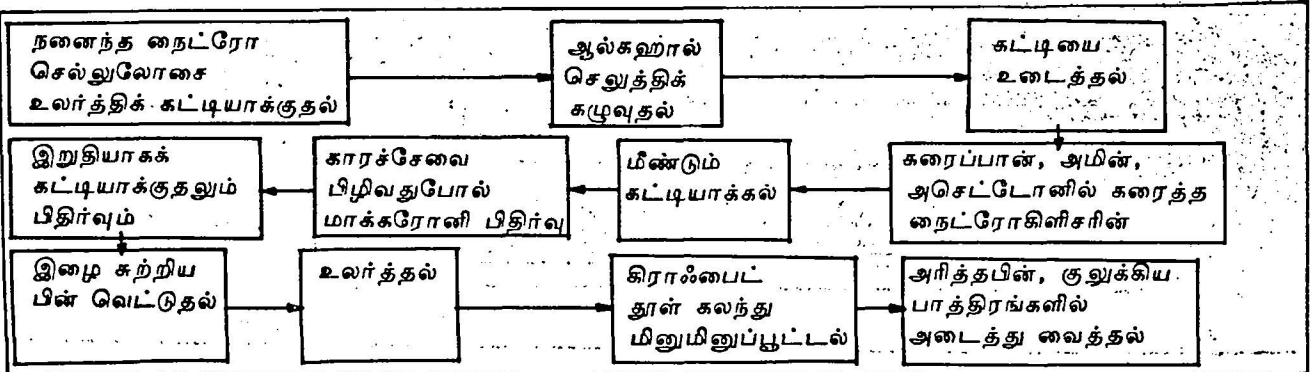 நனைந்த நைட்ரோ
செல்லுலோசை
உலர்த்திக் கட்டியாக்குதல்
ஆல்கஹால்
செலுத்திக்
கழுவுதல்
கட்டியை
உடைத்தல்
கரைப்பான், அமின்,
அசெட்டோனில் கரைத்த
நைட்ரோகிளிசரின்
மீண்டும்
கட்டியாக்கல்
காரச்சேவை
பிழிவதுபோல்
மாக்கரோனி பிதிர்வு
இறுதியாகக்
கட்டியாக்குதலும்
பிதிர்வும்
இழை சுற்றிய
பின் வெட்டுதல்
உலர்த்தல்
கிராஃபைட்
தூள் கலந்து
மினுமினுப்பூட்டல்
அரித்தபின், குலுக்கிய
பாத்திரங்களில்
அடைத்து வைத்தல்